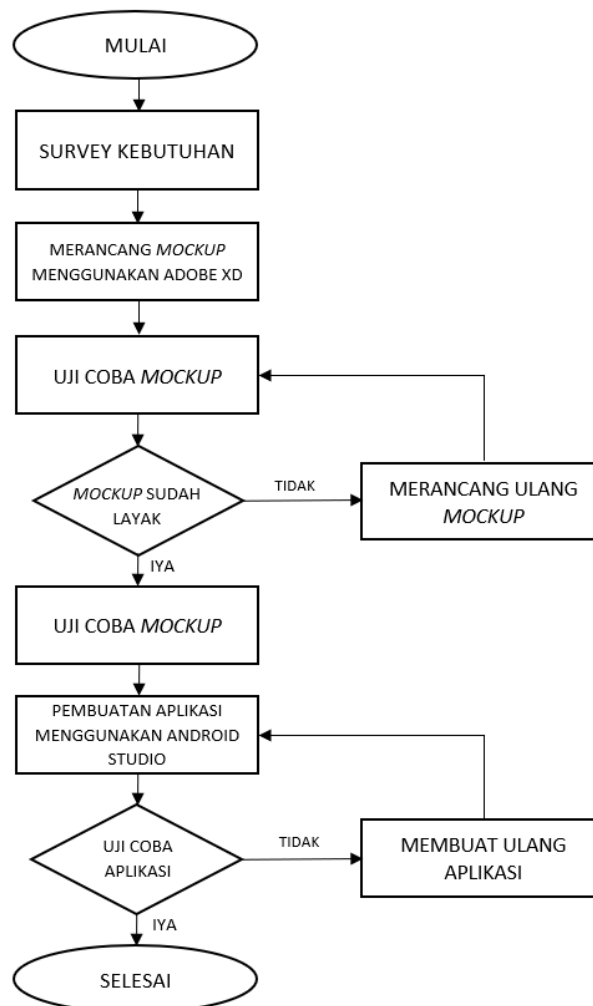 MULAI
SURVEY KEBUTUHAN
MERANCANG MOCKUP
MENGGUNAKAN ADOBE XD
UJI COBA MOCKUP
MOCKUP SUDAH
LAYAK
TIDAK
MERANCANG ULANG
MOCKUP
IYA
UJI COBA MOCKUP
PEMBUATAN APLIKASI
MENGGUNAKAN ANDROID
STUDIO
UJI COBA
APLIKASI
TIDAK
MEMBUAT ULANG
APLIKASI
IYA
SELESAI